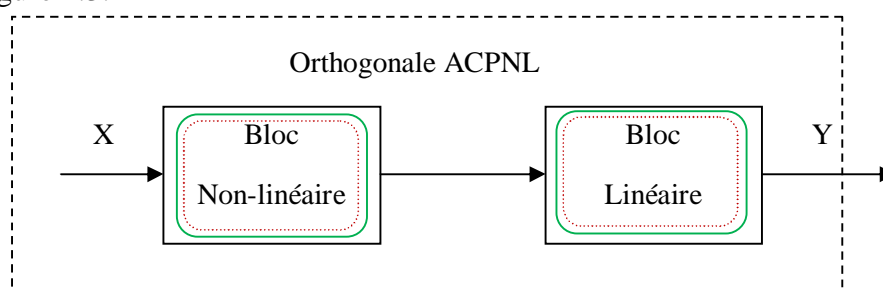 Orthogonale ACPNL
X
Bloc
Non-linéaire
Bloc
Linéaire
Y